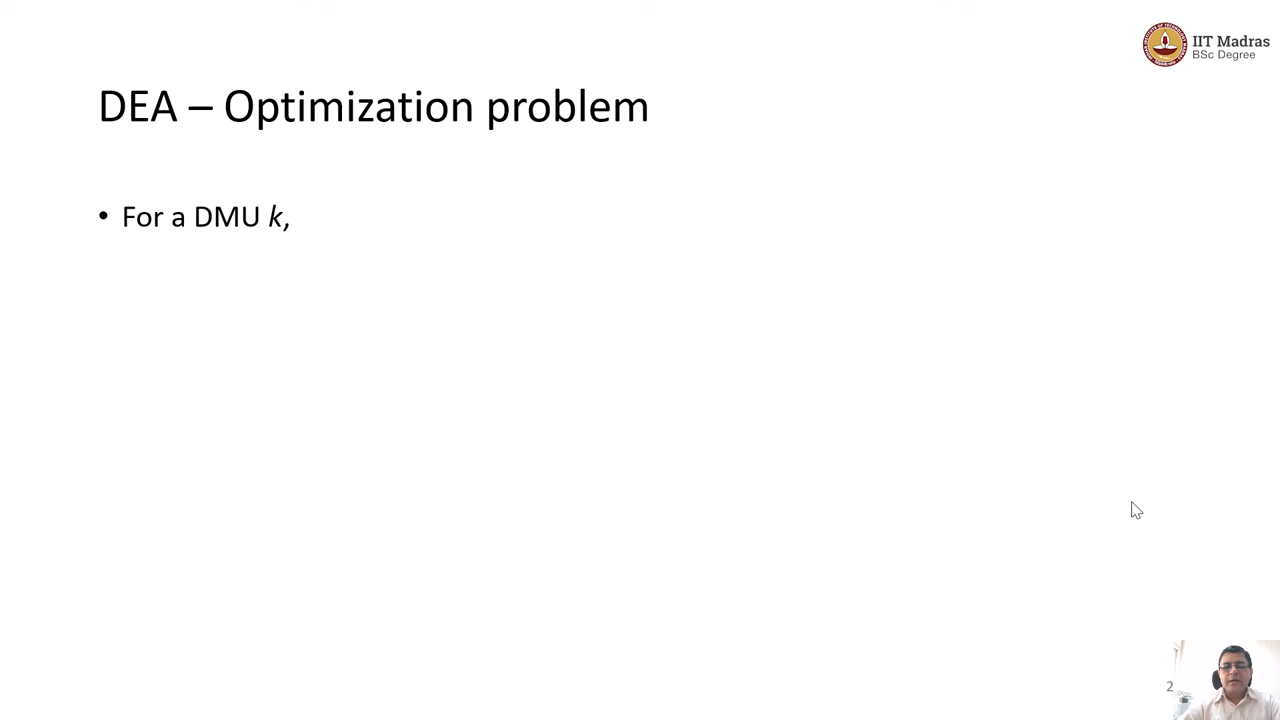 IIT Madras
BSc Degree
DEA – Optimization problem
• For a DMU k,
2